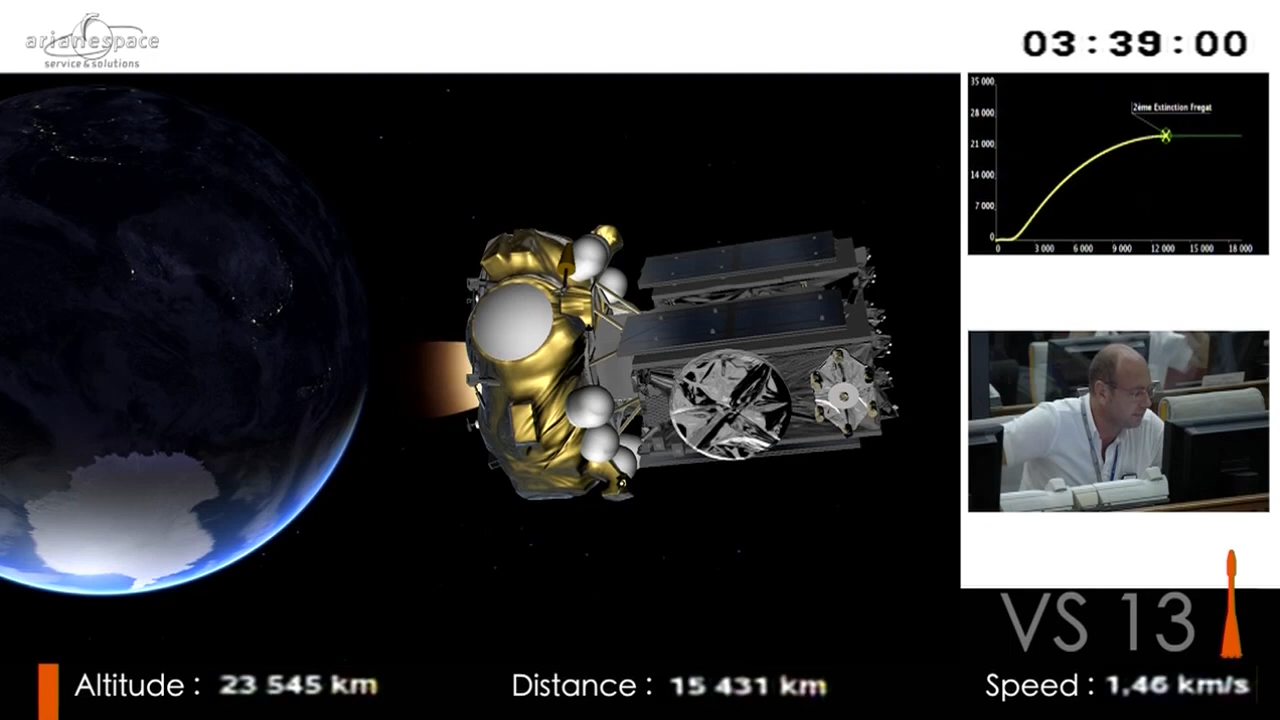 arianespace
service & solutions
03:39:00
35 000
2ème Extinction Fregat
28 000
21 000
14 000
7 000
0
0 3 000 6 000 9 000 12 000 15 000 18 000
VS 13
Altitude : 23 545 km Distance : 15 431 km Speed : 1,46 km/s